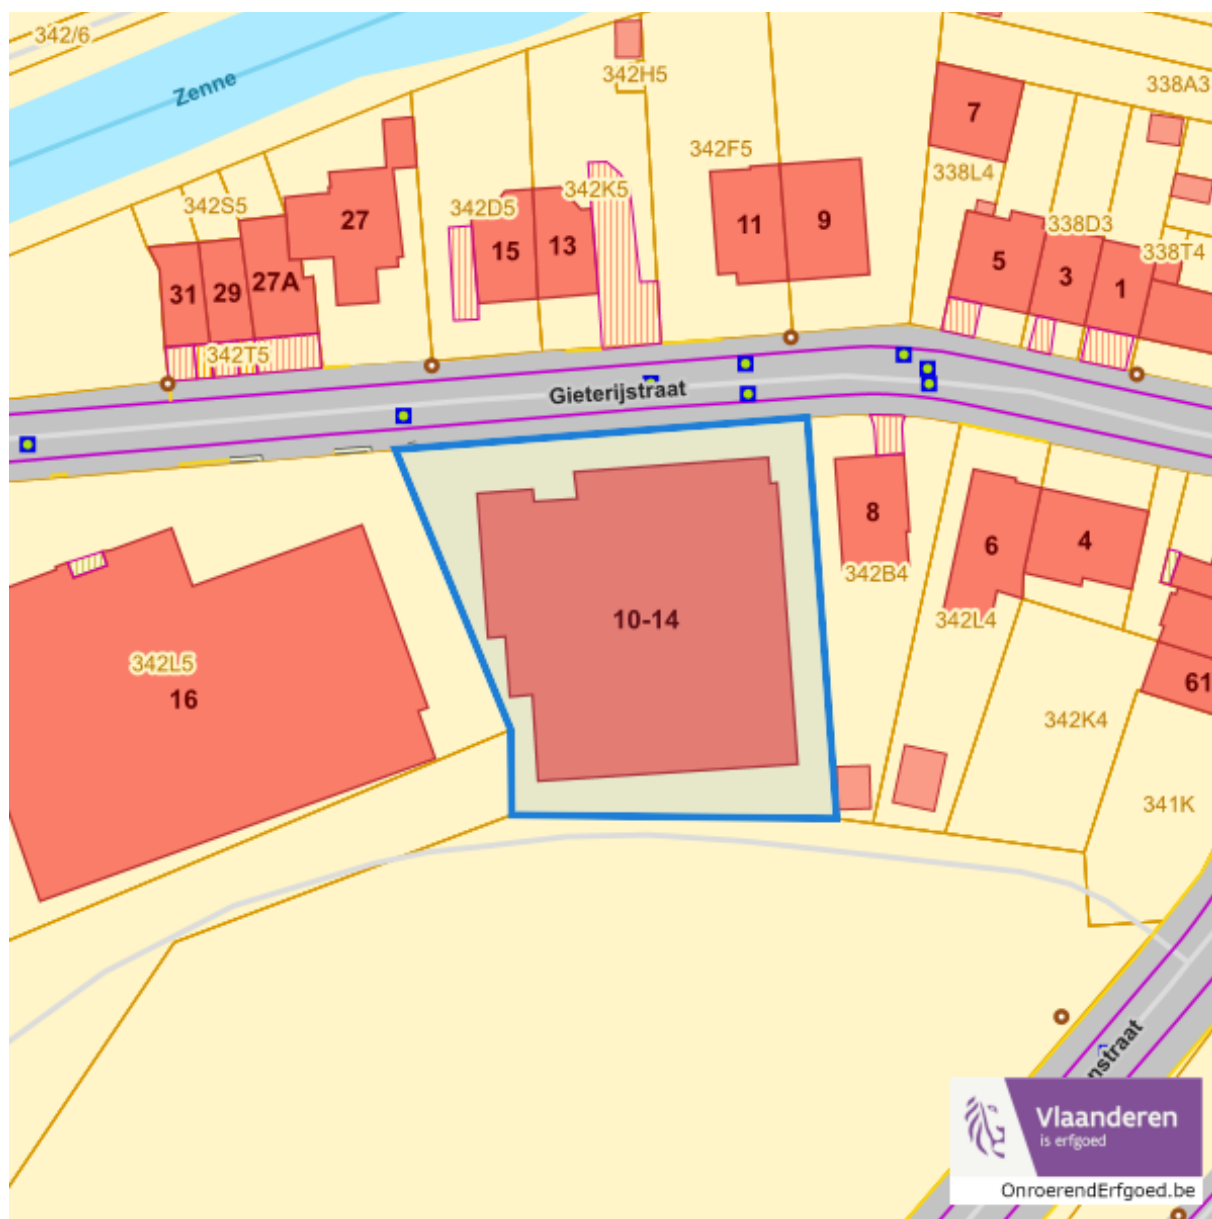 342/6
Zenne
342H5
338A3
7
342F5
338L4
342S5
27
342D5
342K5
338D3
338T4
15
13
11
9
5
3
1
31
29
27A
342T5
Gieterijstraat
8
342B4
6
4
342L4
10-14
342L5
16
61
342K4
341K
nstraat
Vlaanderen
is erfgoed
OnroerendErfgoed.be